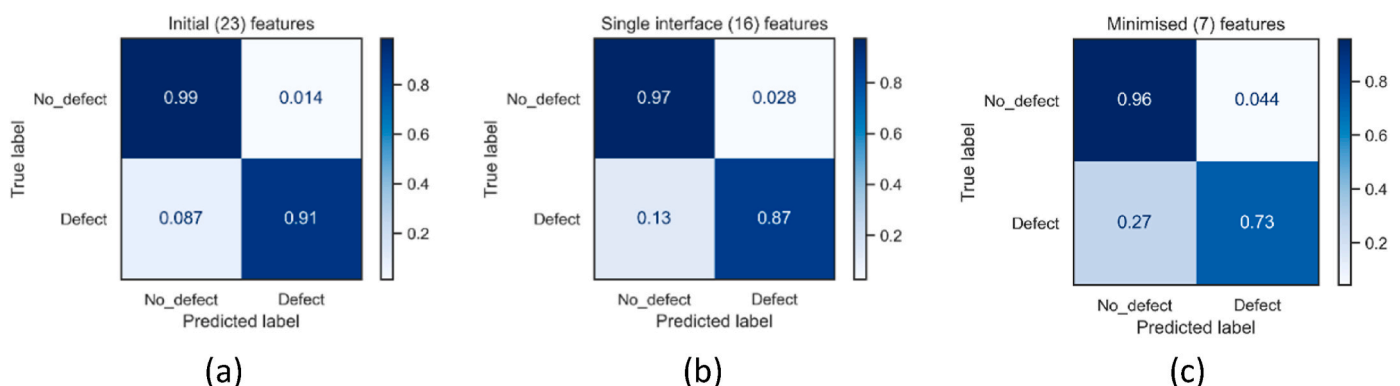 Initial (23) features
No_defect
Defect
True label
0.99
0.014
0.087
0.91
0.8
0.6
0.4
0.2
No_defect
Defect
Predicted label
(a)
Single interface (16) features
No_defect
Defect
True label
0.97
0.028
0.13
0.87
0.8
0.6
0.4
0.2
No_defect
Defect
Predicted label
(b)
Minimised (7) features
No_defect
Defect
True label
0.96
0.044
0.27
0.73
0.8
0.6
0.4
0.2
No_defect
Defect
Predicted label
(c)